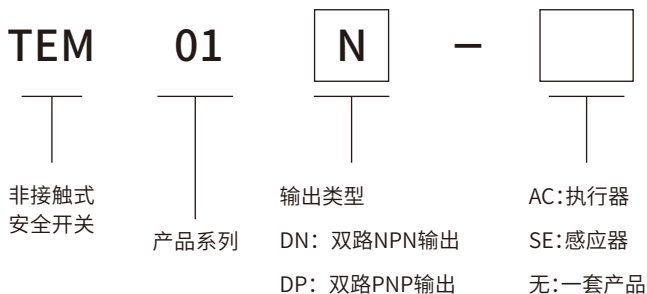 TEM 01 N –
非接触式
安全开关
产品系列
输出类型
DN：双路NPN输出
DP：双路PNP输出
AC：执行器
SE：感应器
无：一套产品